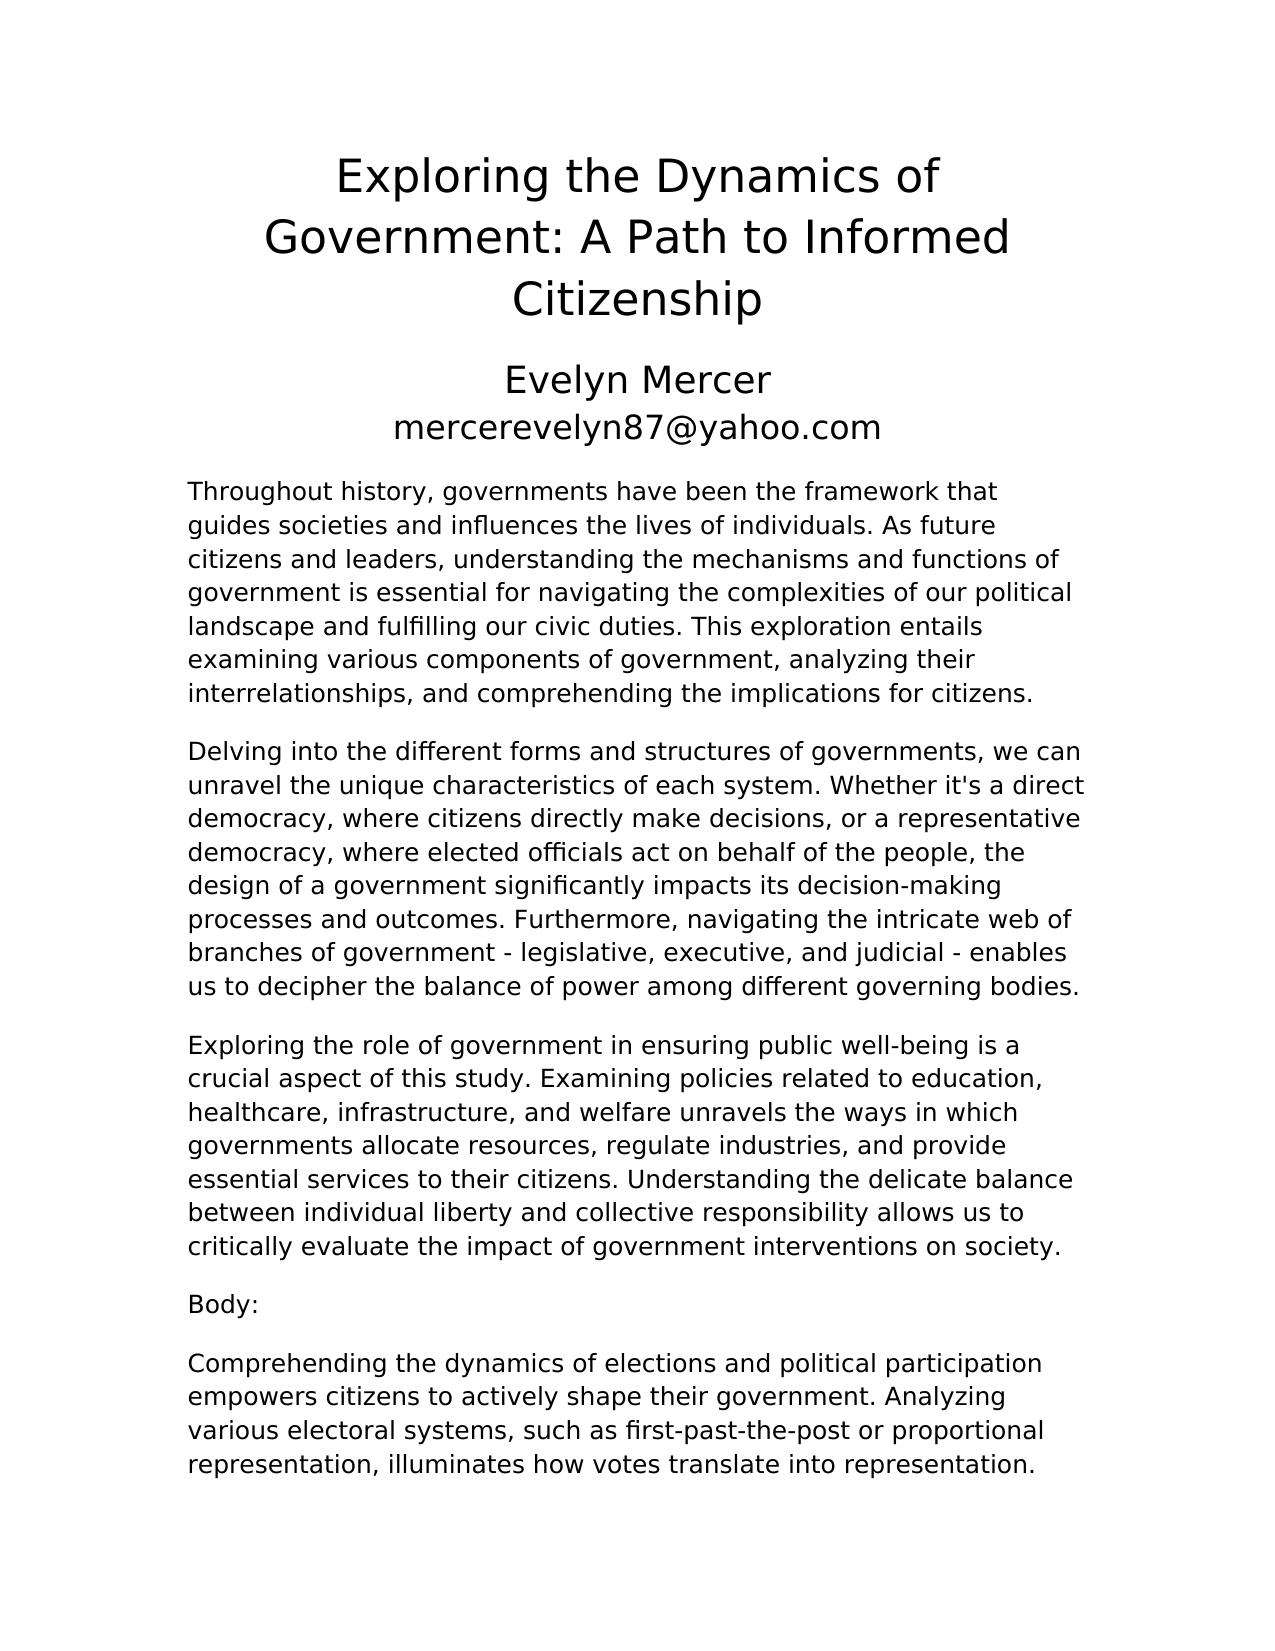 Exploring the Dynamics of
Government: A Path to Informed
Citizenship
Evelyn Mercer
mercerevelyn87@yahoo.com
Throughout history, governments have been the framework that
guides societies and influences the lives of individuals. As future
citizens and leaders, understanding the mechanisms and functions of
government is essential for navigating the complexities of our political
landscape and fulfilling our civic duties. This exploration entails
examining various components of government, analyzing their
interrelationships, and comprehending the implications for citizens.
Delving into the different forms and structures of governments, we can
unravel the unique characteristics of each system. Whether it's a direct
democracy, where citizens directly make decisions, or a representative
democracy, where elected officials act on behalf of the people, the
design of a government significantly impacts its decision-making
processes and outcomes. Furthermore, navigating the intricate web of
branches of government - legislative, executive, and judicial - enables
us to decipher the balance of power among different governing bodies.
Exploring the role of government in ensuring public well-being is a
crucial aspect of this study. Examining policies related to education,
healthcare, infrastructure, and welfare unravels the ways in which
governments allocate resources, regulate industries, and provide
essential services to their citizens. Understanding the delicate balance
between individual liberty and collective responsibility allows us to
critically evaluate the impact of government interventions on society.
Body:
Comprehending the dynamics of elections and political participation
empowers citizens to actively shape their government. Analyzing
various electoral systems, such as first-past-the-post or proportional
representation, illuminates how votes translate into representation.